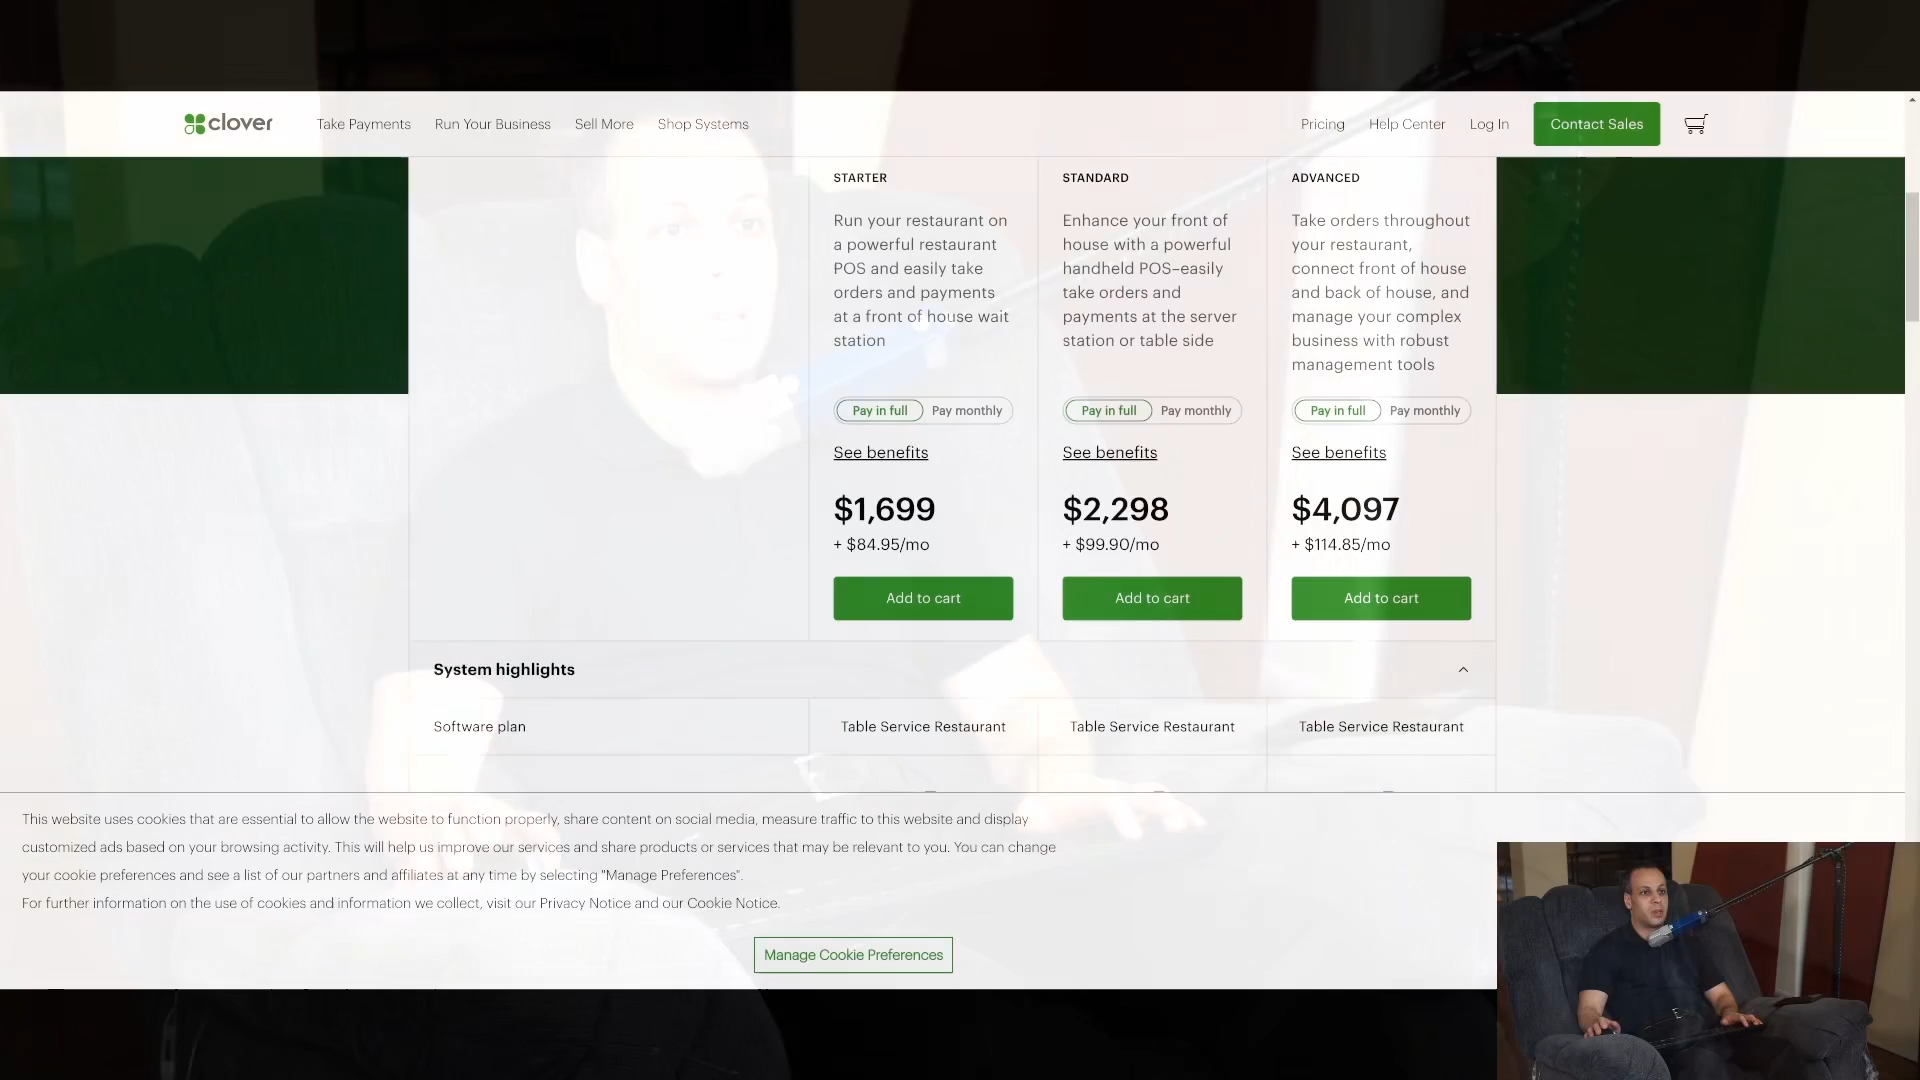 clover
Take Payments
Run Your Business
Sell More
Shop Systems
Pricing
Help Center
Log In
Contact Sales
STARTER
Run your restaurant on
a powerful restaurant
POS and easily take
orders and payments
at a front of house wait
station
Pay in full
Pay monthly
See benefits
$1,699
+ $84.95/mo
Add to cart
STANDARD
Enhance your front of
house with a powerful
handheld POS–easily
take orders and
payments at the server
station or table side
Pay in full
Pay monthly
See benefits
$2,298
+ $99.90/mo
Add to cart
ADVANCED
Take orders throughout
your restaurant,
connect front of house
and back of house, and
manage your complex
business with robust
management tools
Pay in full
Pay monthly
See benefits
$4,097
+ $114.85/mo
Add to cart
System highlights
Software plan
Table Service Restaurant
Table Service Restaurant
Table Service Restaurant
This website uses cookies that are essential to allow the website to function properly, share content on social media, measure traffic to this website and display
customized ads based on your browsing activity. This will help us improve our services and share products or services that may be relevant to you. You can change
your cookie preferences and see a list of our partners and affiliates at any time by selecting "Manage Preferences".
For further information on the use of cookies and information we collect, visit our Privacy Notice and our Cookie Notice.
Manage Cookie Preferences